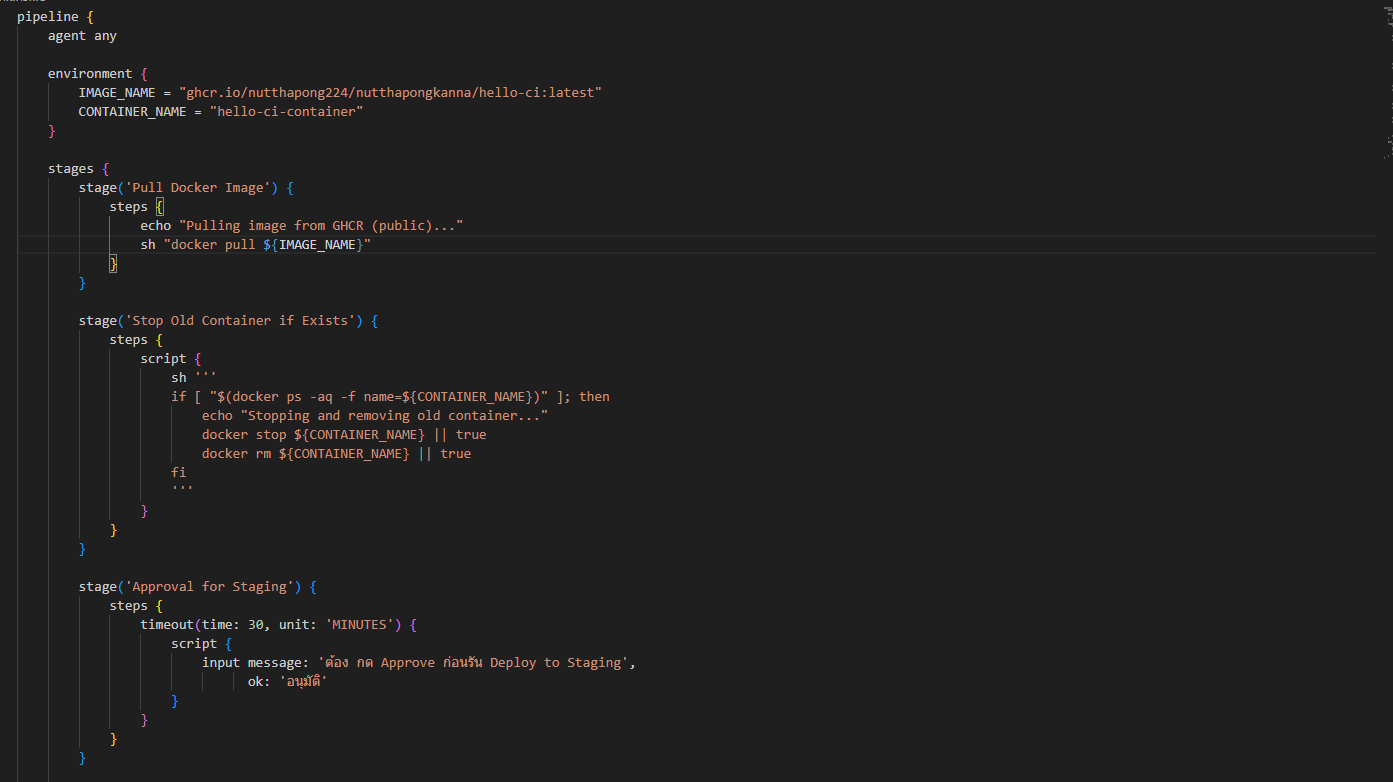 pipeline {
agent any
environment {
IMAGE_NAME = "ghcr.io/nutthapong224/nutthapongkanna/hello-ci:latest"
CONTAINER_NAME = "hello-ci-container"
}
stages {
stage('Pull Docker Image') {
steps {
echo "Pulling image from GHCR (public)..."
sh "docker pull ${IMAGE_NAME}"
}
}
stage('Stop Old Container if Exists') {
steps {
script {
sh '''
if [ "$(docker ps -aq -f name=${CONTAINER_NAME})" ]; then
echo "Stopping and removing old container..."
docker stop ${CONTAINER_NAME} || true
docker rm ${CONTAINER_NAME} || true
fi
'''
}
}
}
stage('Approval for Staging') {
steps {
timeout(time: 30, unit: 'MINUTES') {
script {
input message: 'ต้อง กด Approve ก่อนรัน Deploy to Staging',
ok: 'อนุมัติ'
}
}
}
}